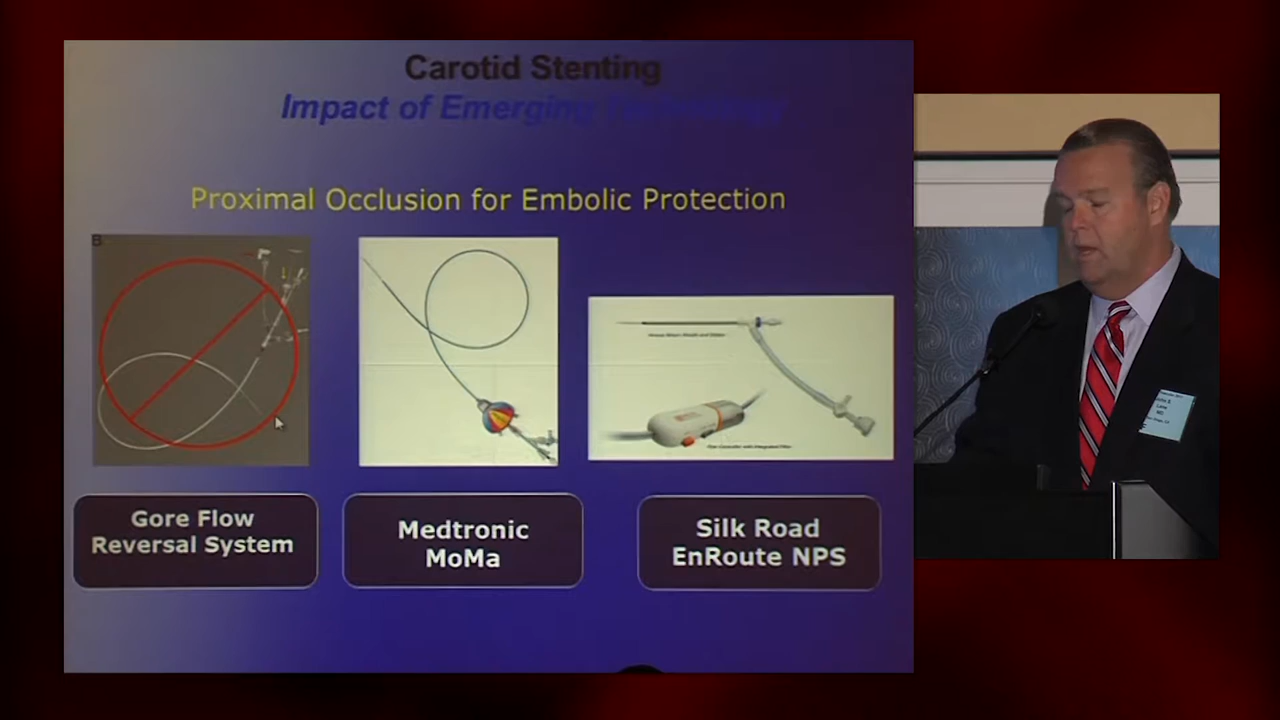 Carotid Stenting
Impact of Emerging Technology
Proximal Occlusion for Embolic Protection
B
Gore Flow
Reversal System
Medtronic
MoMa
Silk Road
EnRoute NPS